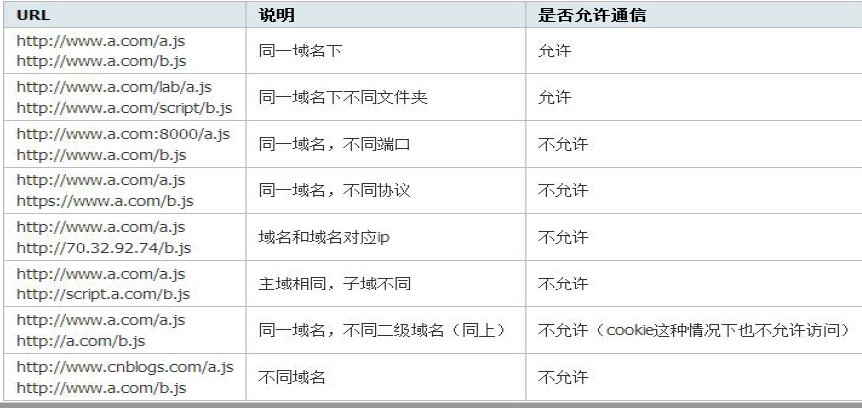 URL 说明 是否允许通信
http://www.a.com/a.js
http://www.a.com/b.js
同一域名下
允许
http://www.a.com/lab/a.js
http://www.a.com/script/b.js
同一域名下不同文件夹
允许
http://www.a.com:8000/a.js
http://www.a.com/b.js
同一域名，不同端口
不允许
http://www.a.com/a.js
https://www.a.com/b.js
同一域名，不同协议
不允许
http://www.a.com/a.js
http://70.32.92.74/b.js
域名和域名对应ip
不允许
http://www.a.com/a.js
http://script.a.com/b.js
主域相同，子域不同
不允许
http://www.a.com/a.js
http://a.com/b.js
同一域名，不同二级域名（同上）
不允许（cookie这种情况下也不允许访问）
http://www.cnblogs.com/a.js
http://www.a.com/b.js
不同域名
不允许